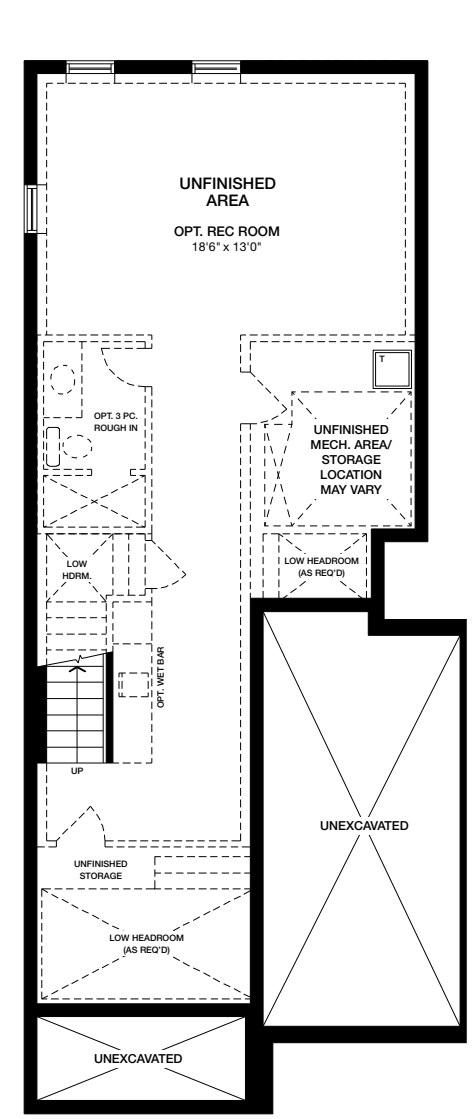 UNFINISHED
AREA
OPT. REC ROOM
18'6" x 13'0"
T
OPT. 3 PC.
ROUGH IN
UNFINISHED
MECH. AREA/
STORAGE
LOCATION
MAY VARY
LOW
HDRM.
LOW HEADROOM
(AS REQ'D)
OPT. WET BAR
UP
UNEXCAVATED
UNFINISHED
STORAGE
LOW HEADROOM
(AS REQ'D)
UNEXCAVATED